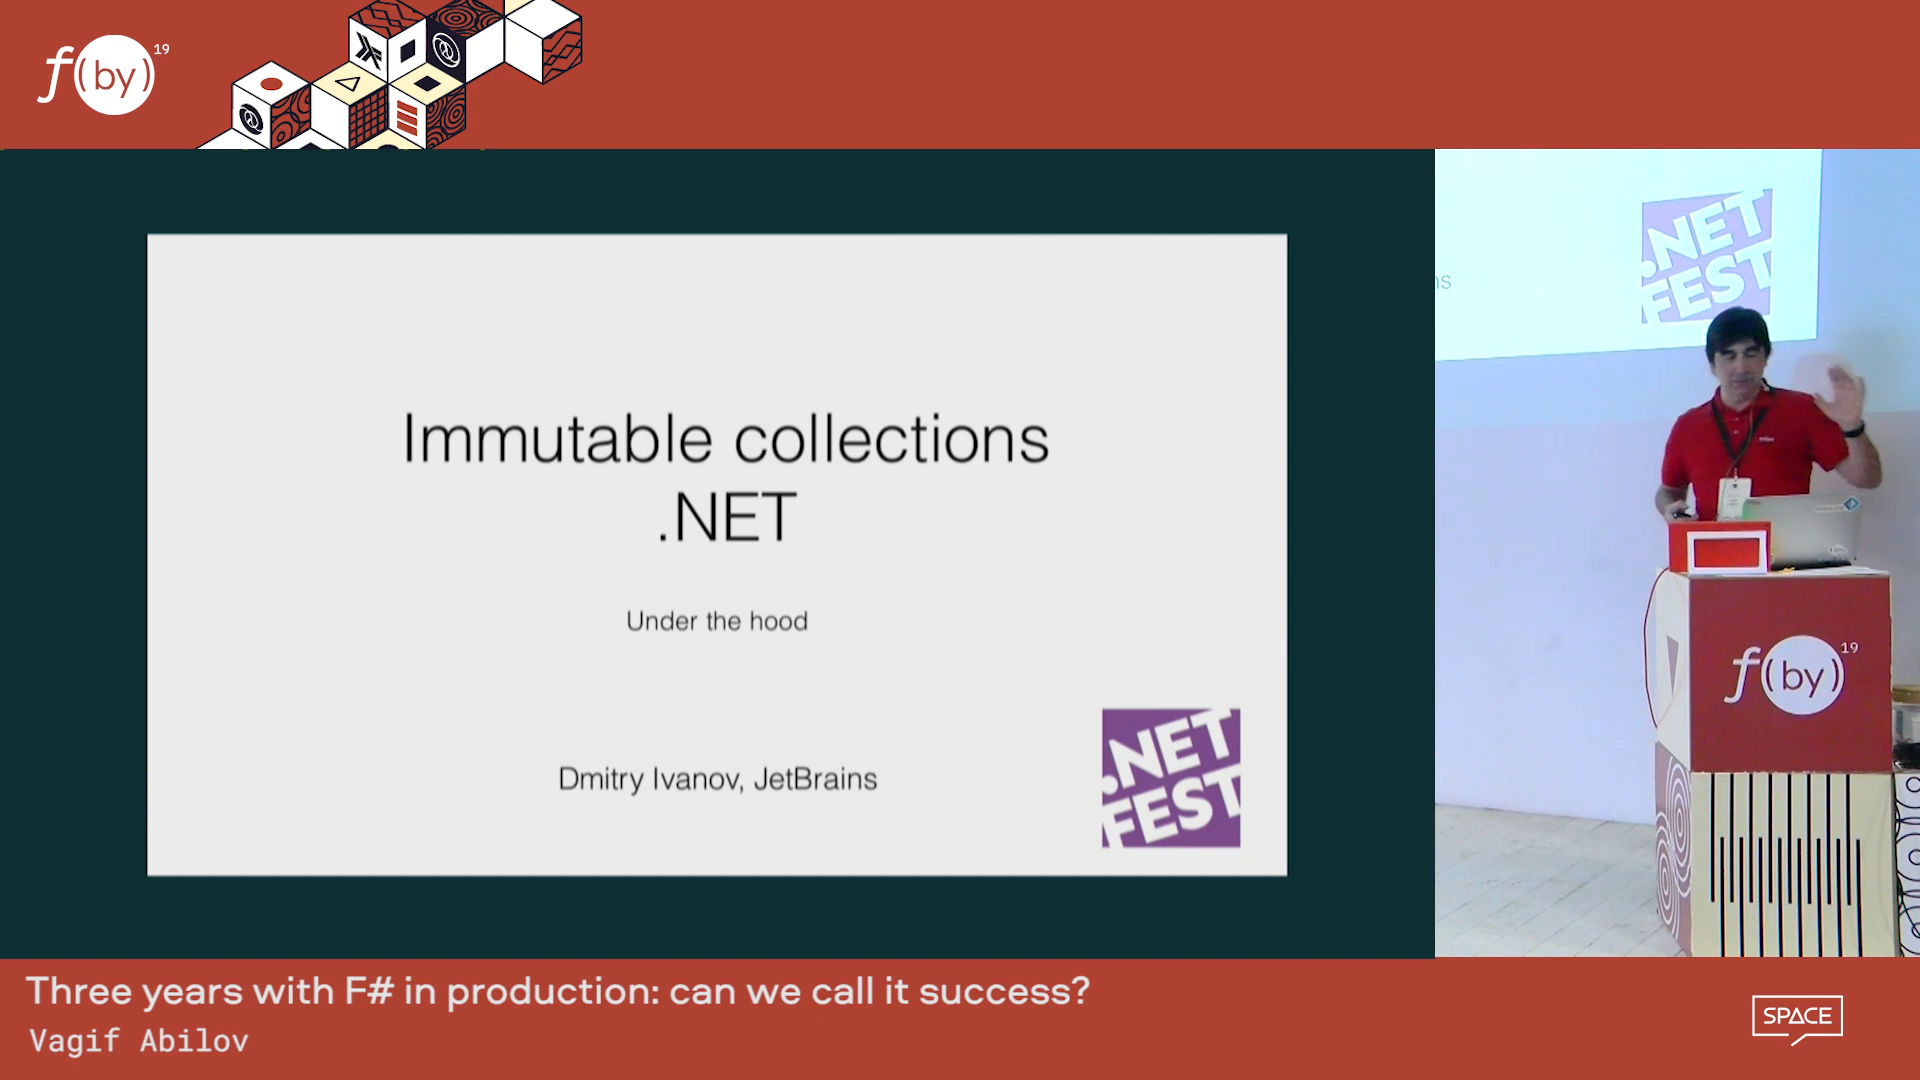 f(by) 19
Immutable collections
.NET
Under the hood
Dmitry Ivanov, JetBrains
.NET
FEST
ns
.NET
FEST
f(by) 19
Three years with F# in production: can we call it success?
Vagif Abilov
SPACE